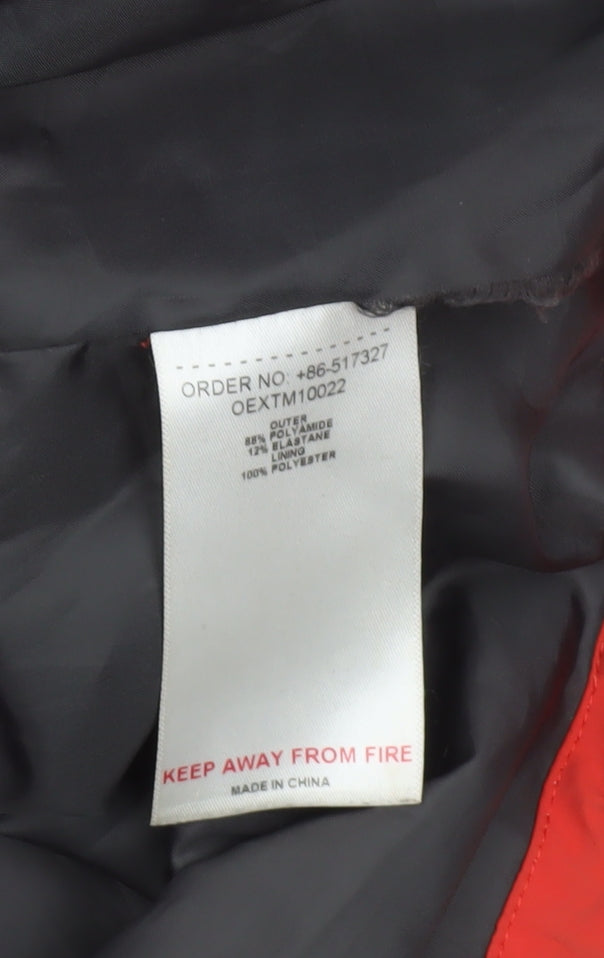 ORDER NO: +86-517327
OEXTM10022
OUTER
88% POLYAMIDE
12% ELASTANE
LINING
100% POLYESTER
KEEP AWAY FROM FIRE
MADE IN CHINA